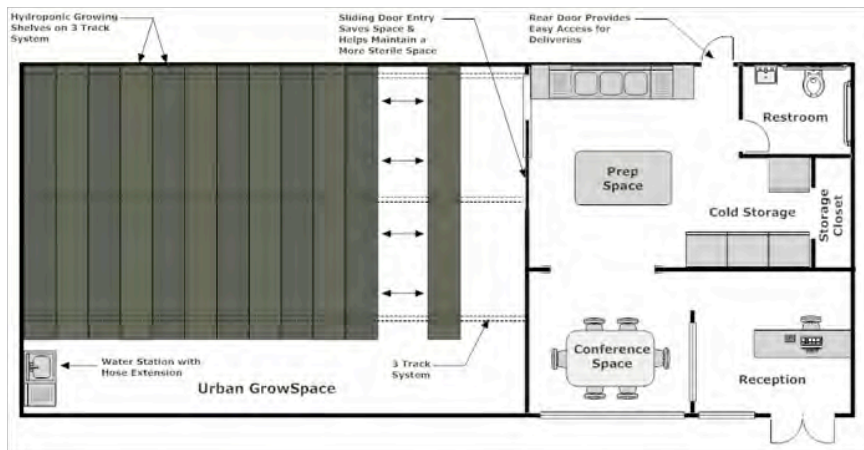 Hydroponic Growing
Shelves on 3 Track
System
Sliding Door Entry
Saves Space &
Helps Maintain a
More Sterile Space
Rear Door Provides
Easy Access for
Deliveries
Restroom
Prep
Space
Cold Storage
Storage
Closet
Water Station with
Hose Extension
Urban GrowSpace
3 Track
System
Conference
Space
Reception